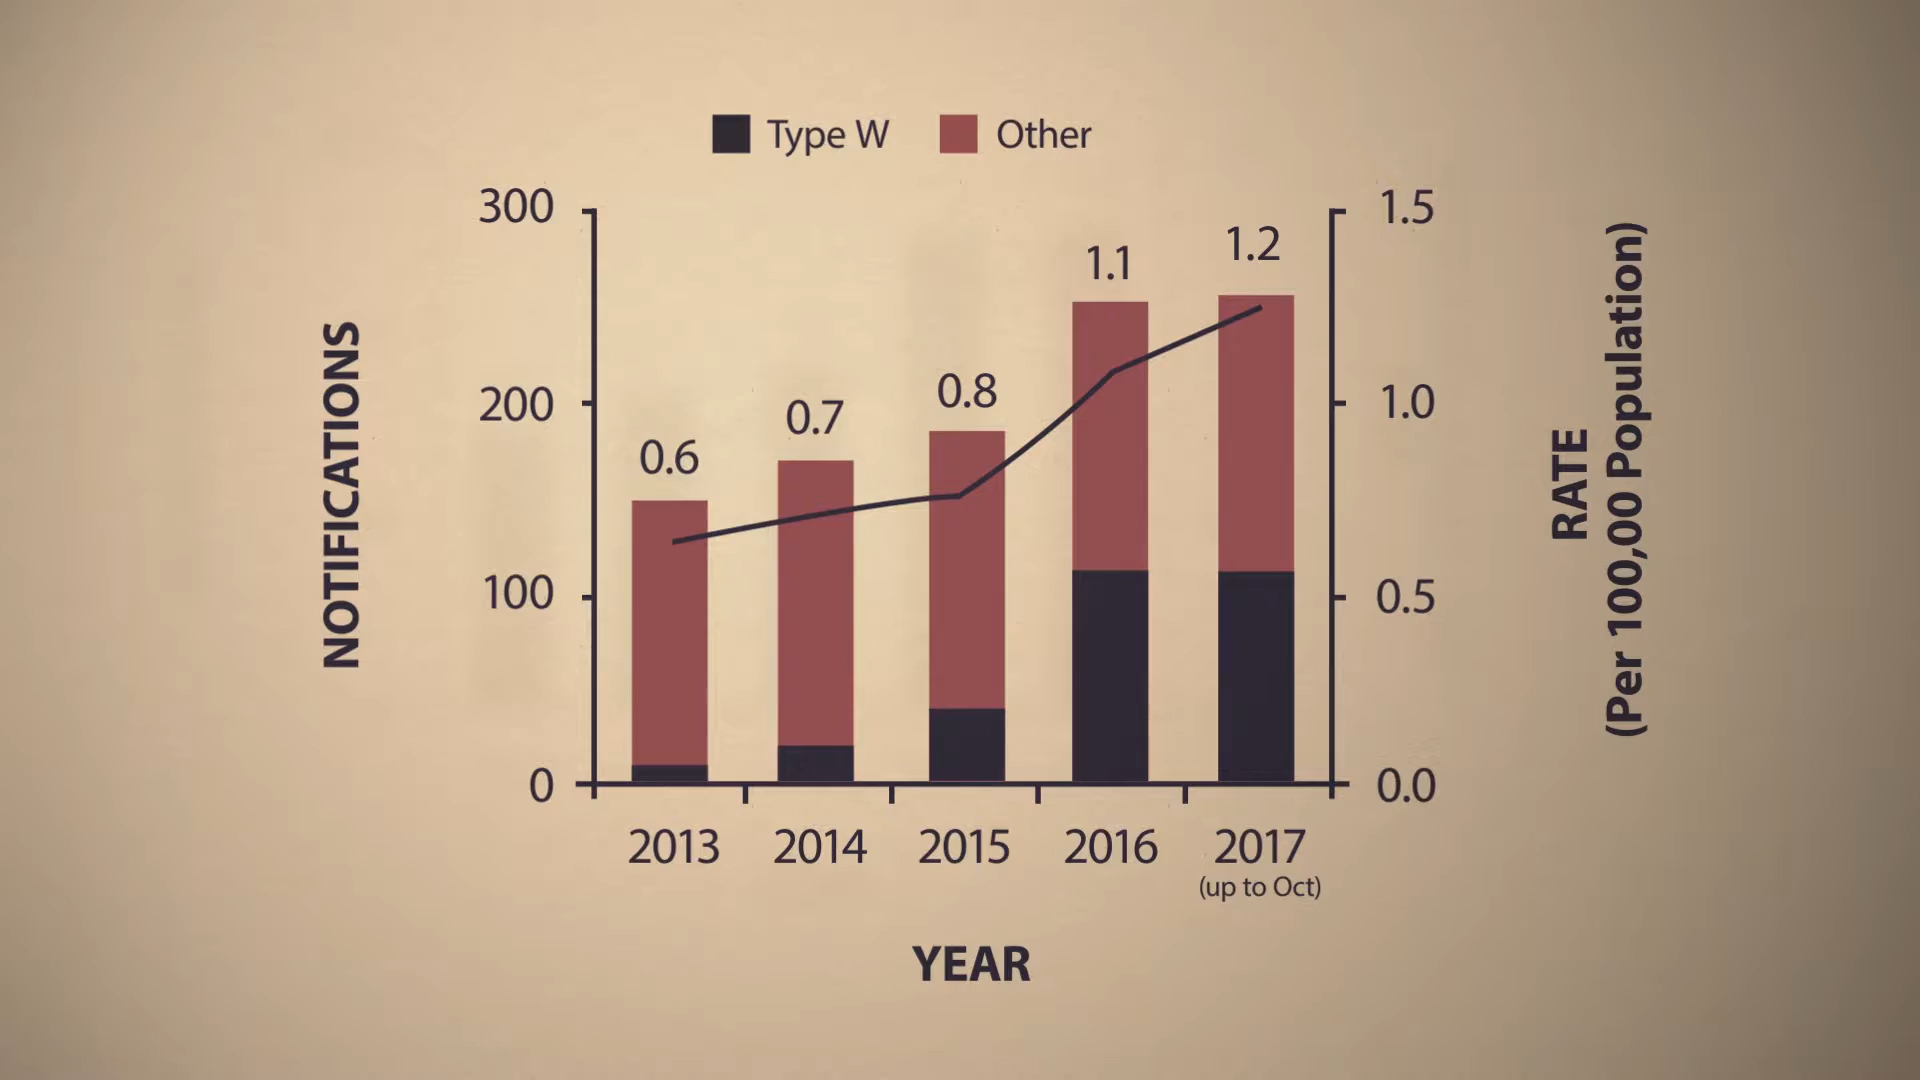 Type W Other
300
200
100
0
NOTIFICATIONS
0.6
0.7
0.8
1.1
1.2
1.5
1.0
0.5
0.0
RATE
(Per 100,00 Population)
2013 2014 2015 2016 2017
(up to Oct)
YEAR